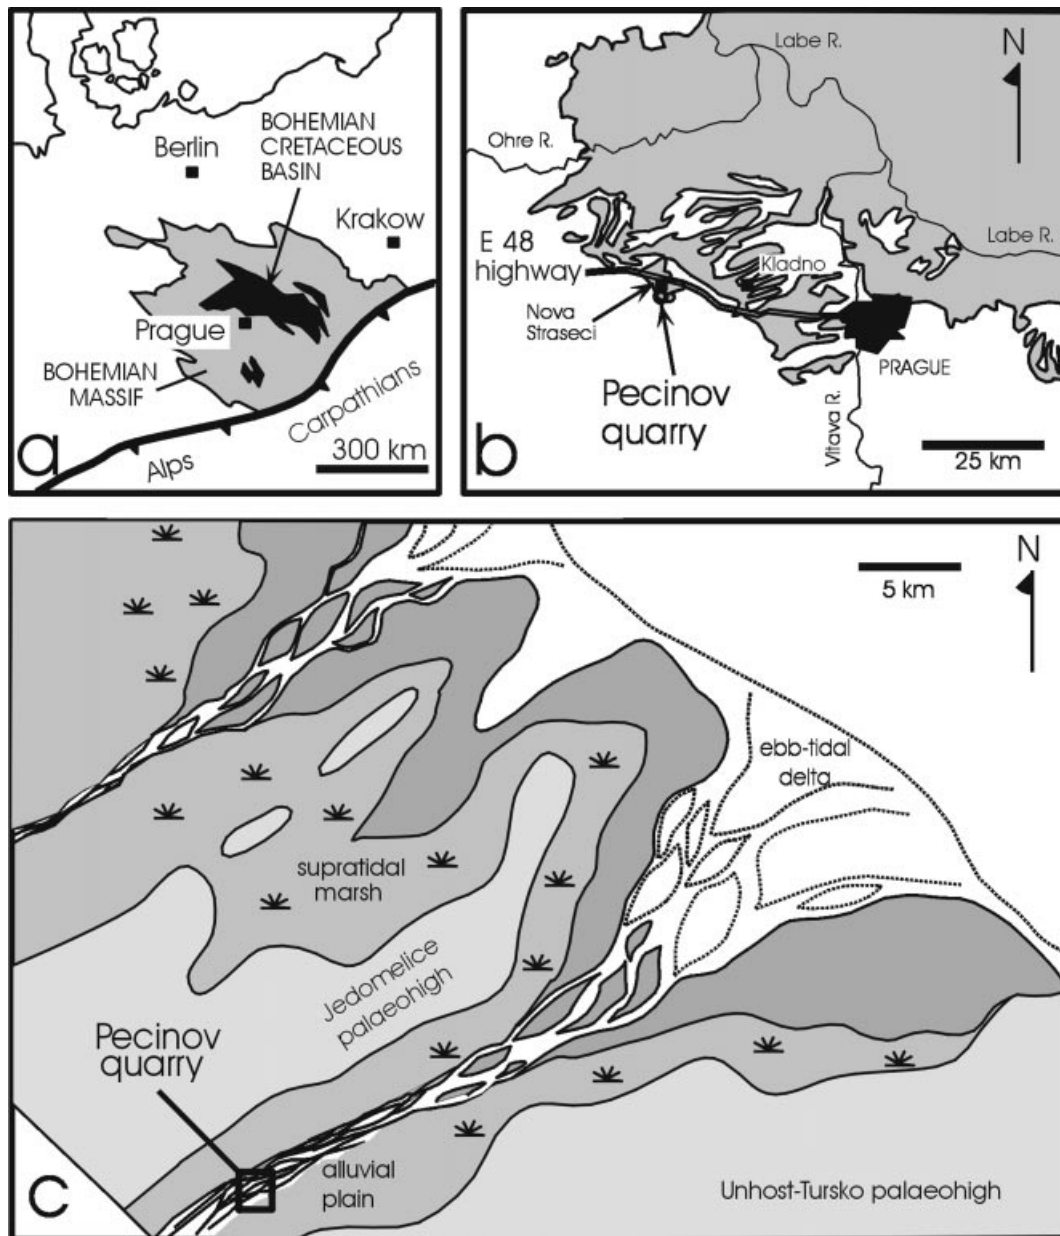 BOHEMIAN
CRETACEOUS
BASIN
Berlin
Krakow
Prague
BOHEMIAN
MASSIF
Carpathians
Alps
300 km
a
Labe R.
N
Ohre R.
E 48
highway
Kladno
Labe R.
Nova
Straseci
PRAGUE
Pecinov
quarry
Vltava R.
b
25 km
N
5 km
ebb-tidal
delta
supratidal
marsh
Jedomelice
palaeohigh
Pecinov
quarry
alluvial
plain
Unhost-Tursko palaeohigh
c